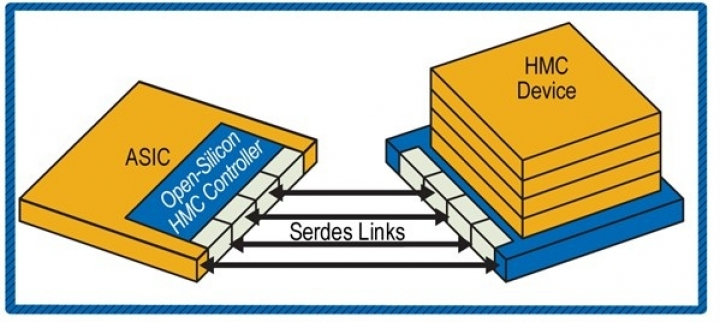 ASIC
Open-Silicon
HMC Controller
HMC
Device
Serdes Links